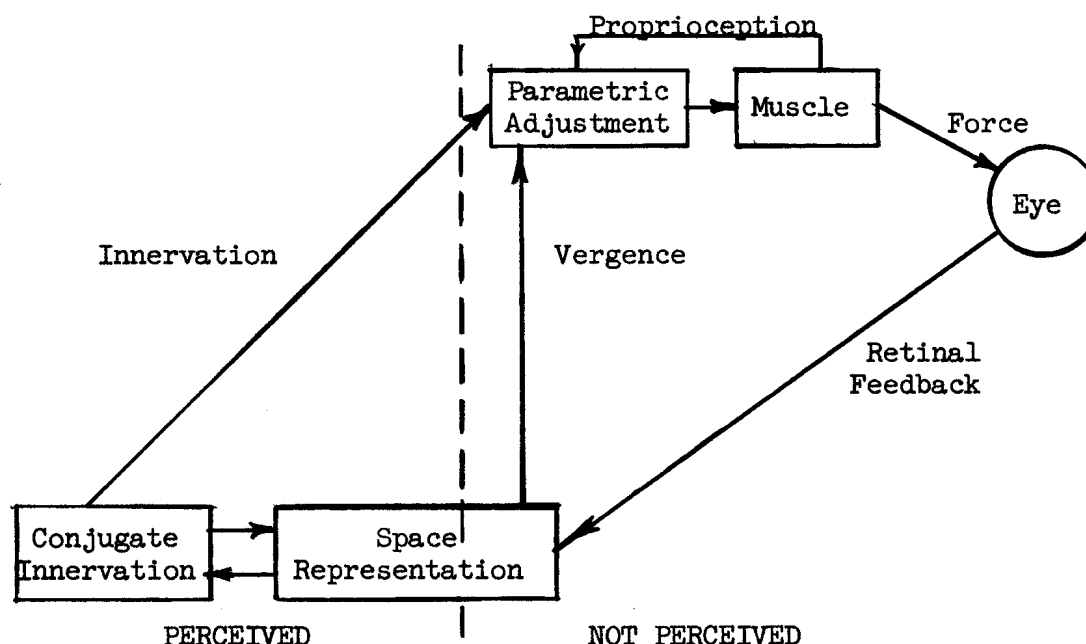 Proprioception
Parametric
Adjustment
Muscle
Force
Eye
Innervation
Vergence
Retinal
Feedback
Conjugate
Innervation
Space
Representation
PERCEIVED
NOT PERCEIVED